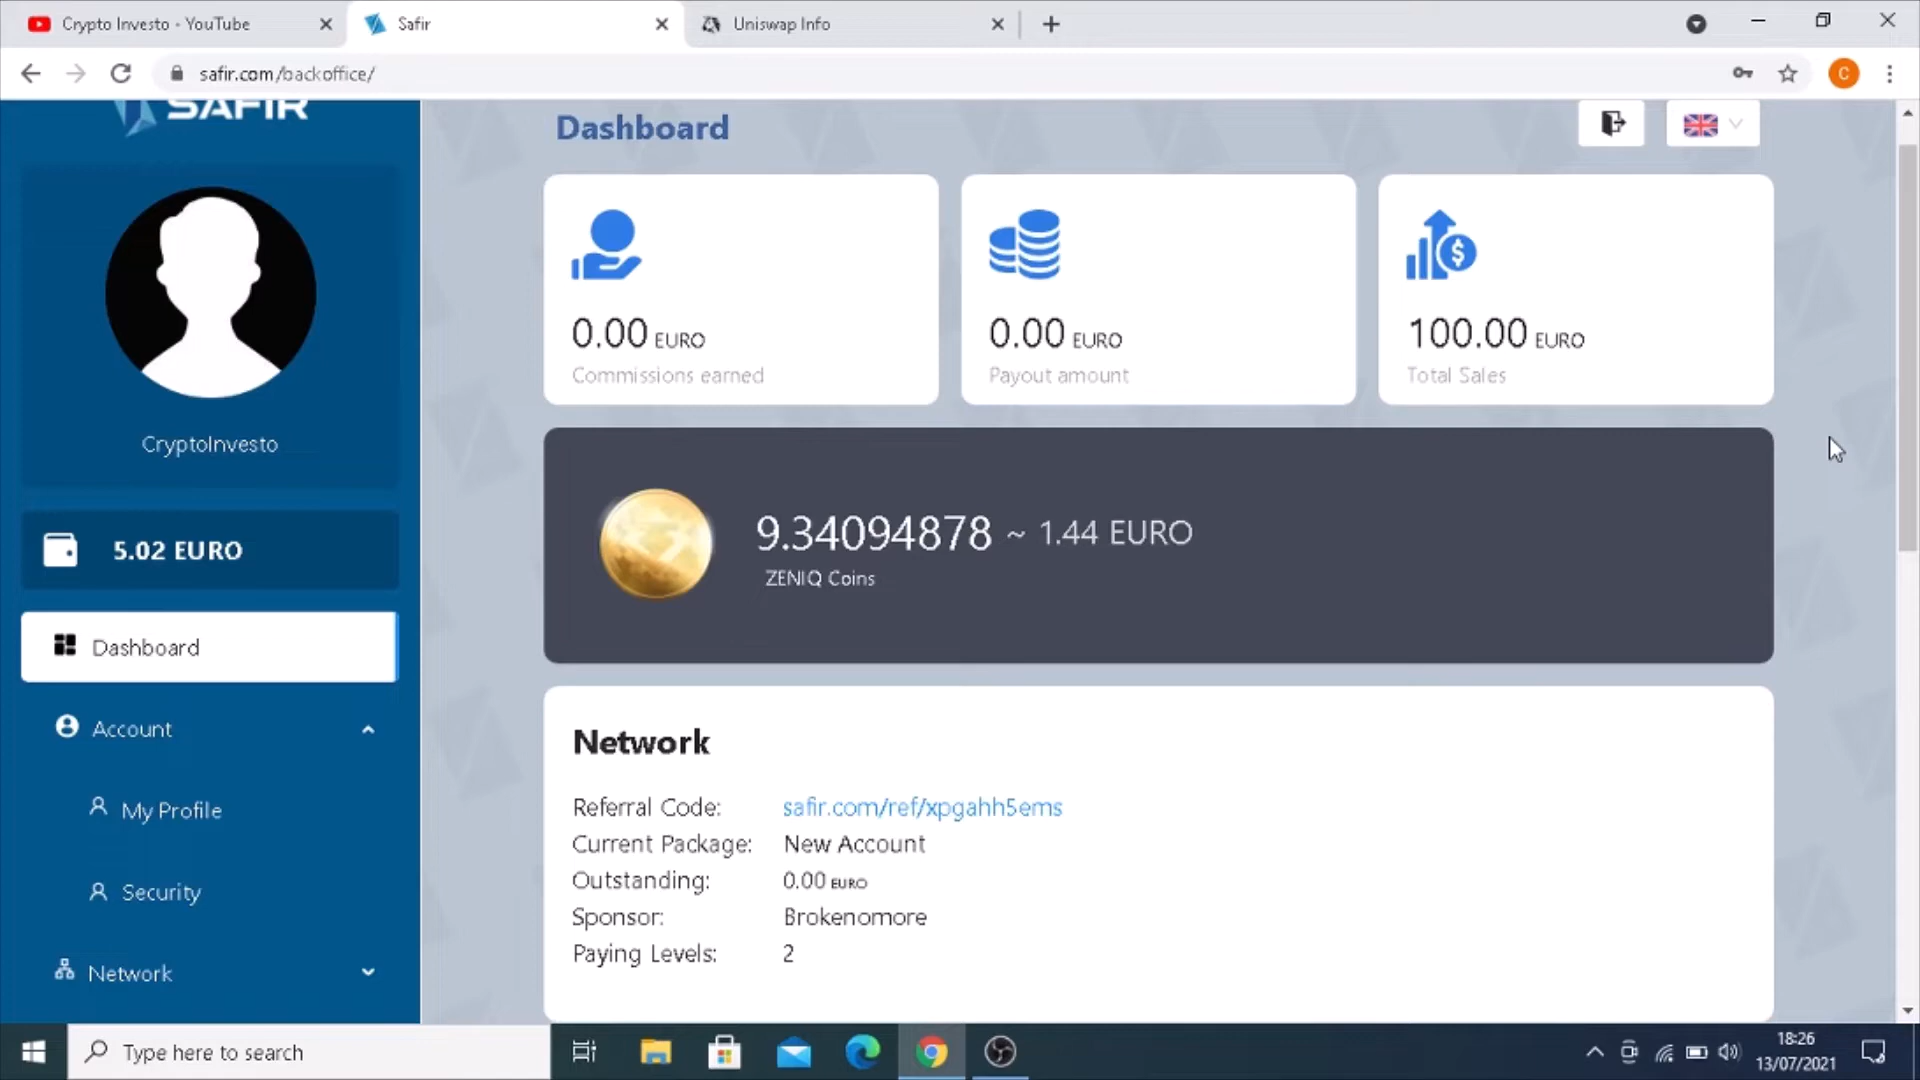 Crypto Investo - YouTube
Safir
Uniswap Info
safir.com/backoffice/
C
SAFIR
Dashboard
CryptoInvesto
5.02 EURO
Dashboard
Account
My Profile
Security
Network
0.00 EURO
Commissions earned
0.00 EURO
Payout amount
100.00 EURO
Total Sales
9.34094878 ~ 1.44 EURO
ZENIQ Coins
Network
Referral Code: safir.com/ref/xpgahh5ems
Current Package: New Account
Outstanding: 0.00 EURO
Sponsor: Brokenomore
Paying Levels: 2
Type here to search
18:26
13/07/2021